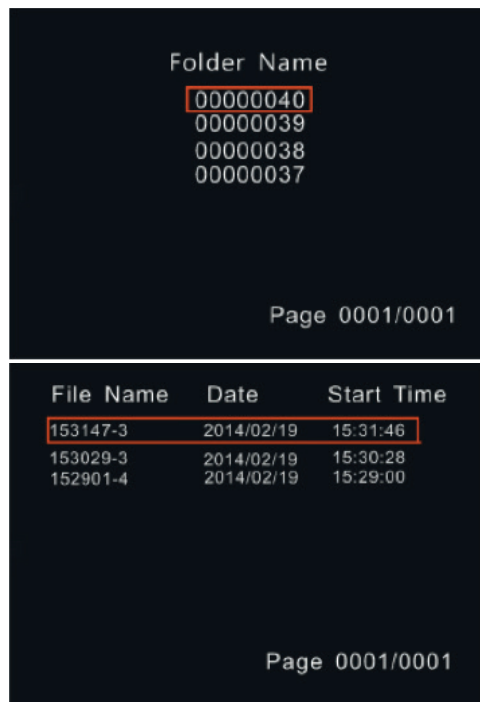 Folder Name
00000040
00000039
00000038
00000037
Page 0001/0001
File Name Date Start Time
153147-3 2014/02/19 15:31:46
153029-3 2014/02/19 15:30:28
152901-4 2014/02/19 15:29:00
Page 0001/0001